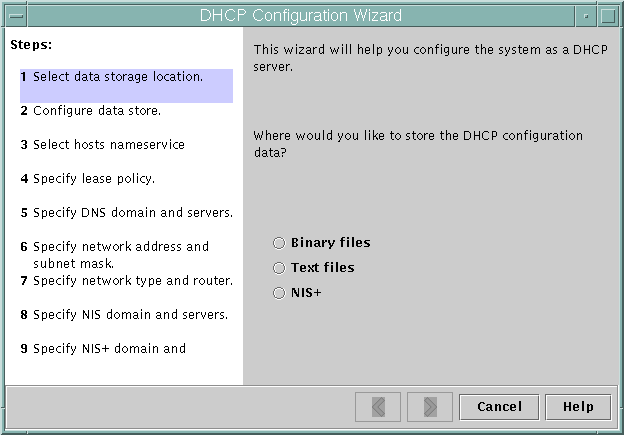 DHCP Configuration Wizard
Steps:
1 Select data storage location.
2 Configure data store.
3 Select hosts nameservice
4 Specify lease policy.
5 Specify DNS domain and servers.
6 Specify network address and
subnet mask.
7 Specify network type and router.
8 Specify NIS domain and servers.
9 Specify NIS+ domain and
This wizard will help you configure the system as a DHCP
server.
Where would you like to store the DHCP configuration
data?
Binary files
Text files
NIS+
Cancel
Help